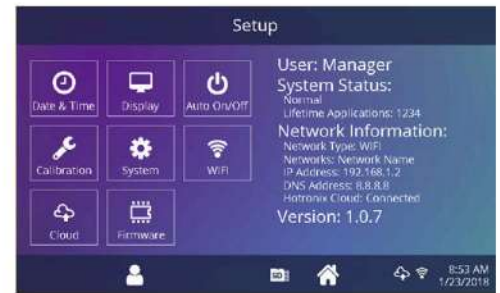 Setup
Date & Time
Display
Auto On/Off
Calibration
System
WiFi
Cloud
Firmware
User: Manager
System Status:
Normal
Lifetime Applications: 1234
Network Information:
Network Type: WiFi
Networks: Network Name
IP Address: 192.168.1.2
DNS Address: 8.8.8.8
Hotronix Cloud: Connected
Version: 1.0.7
8:53 AM
1/23/2018